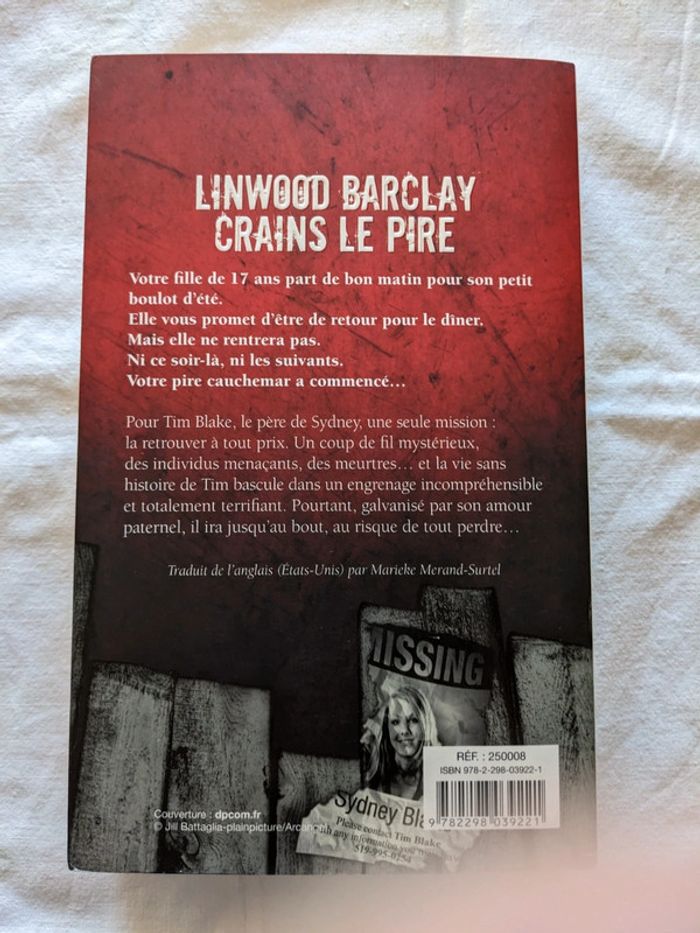 LINWOOD BARCLAY
CRAINS LE PIRE
Votre fille de 17 ans part de bon matin pour son petit
boulot d'été.
Elle vous promet d'être de retour pour le dîner.
Mais elle ne rentrera pas.
Ni ce soir-là, ni les suivants.
Votre pire cauchemar a commencé...
Pour Tim Blake, le père de Sydney, une seule mission :
la retrouver à tout prix. Un coup de fil mystérieux,
des individus menaçants, des meurtres... et la vie sans
histoire de Tim bascule dans un engrenage incompréhensible
et totalement terrifiant. Pourtant, galvanisé par son amour
paternel, il ira jusqu'au bout, au risque de tout perdre...
Traduit de l'anglais (États-Unis) par Marieke Merand-Surtel
MISSING
RÉF. : 250008
ISBN 978-2-298-03922-1
Sydney Bla
9 782298 039221
Please contact Tim Blake
any information you
519-995-0154
Couverture : dpcom.fr
© Jill Battaglia-plainpicture/Arcangel